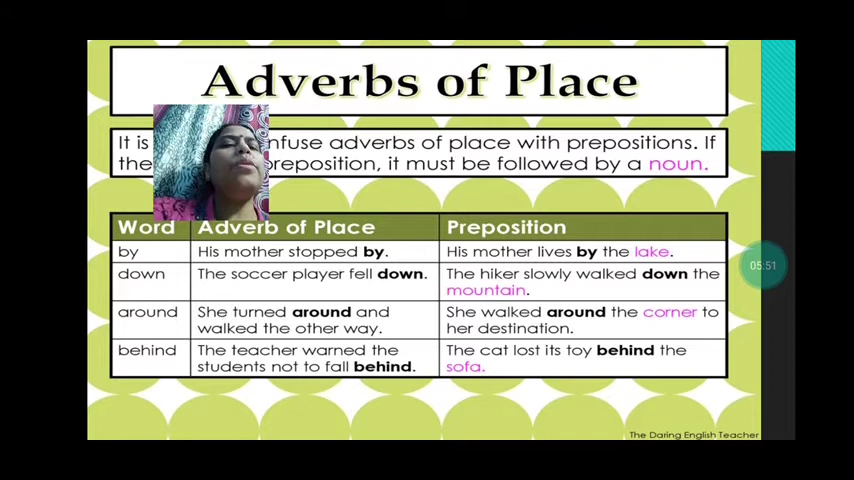 Adverbs of Place
It is nfuse adverbs of place with prepositions. If
the preposition, it must be followed by a noun.
Word Adverb of Place Preposition
by His mother stopped by. His mother lives by the lake.
down The soccer player fell down. The hiker slowly walked down the
mountain.
around She turned around and She walked around the corner to
walked the other way. her destination.
behind The teacher warned the The cat lost its toy behind the
students not to fall behind. sofa.
05:51
The Daring English Teacher